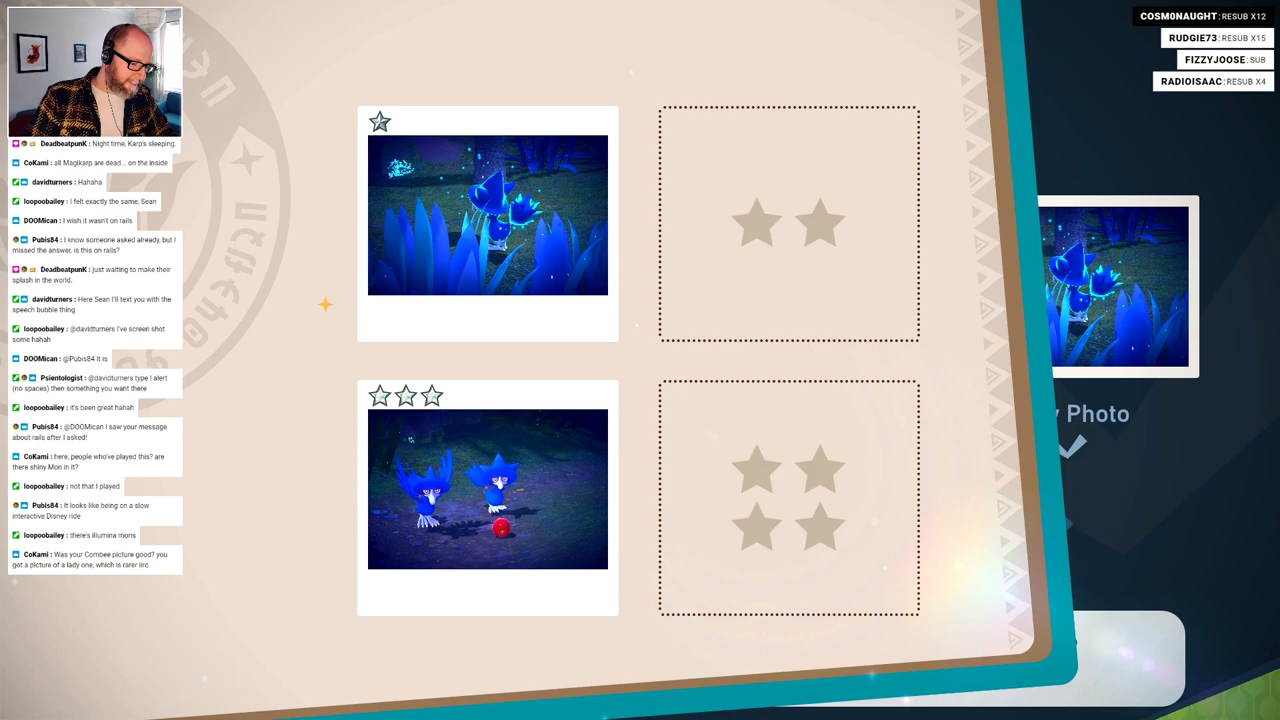 COSM0NAUGHT: RESUB X12
RUDGIE73: RESUB X15
FIZZYJOOSE: SUB
RADIOISAAC: RESUB X4
DeadbeatpunK : Night time, Karp's sleeping.
CoKami : all Magikarp are dead... on the inside
davidturners : Hahaha
loopoobailey : I felt exactly the same, Sean
DOOMican : I wish it wasn't on rails
Pubis84 : I know someone asked already, but I
missed the answer, is this on rails?
DeadbeatpunK : just waiting to make their
splash in the world.
davidturners : Here Sean I'll text you with the
speech bubble thing
loopoobailey : @davidturners I've screen shot
some hahah
DOOMican : @Pubis84 It is
Psientologist : @davidturners type ! alert
(no spaces) then something you want there
loopoobailey : it's been great hahah
Pubis84 : @DOOMican I saw your message
about rails after I asked!
CoKami : here, people who've played this? are
there shiny Mon in it?
loopoobailey : not that I played
Pubis84 : It looks like being on a slow
interactive Disney ride
loopoobailey : there's illumina mons
CoKami : Was your Combee picture good? you
got a picture of a lady one, which is rarer iirc
Photo